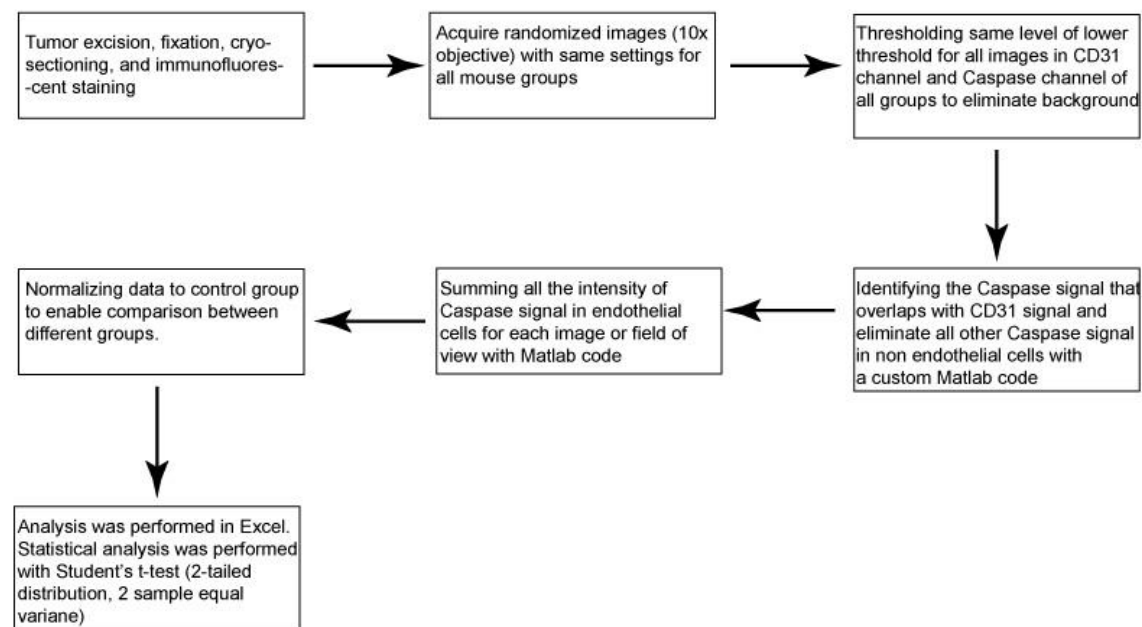 Tumor excision, fixation, cryo-
sectioning, and immunofluores-
-cent staining
Acquire randomized images (10x
objective) with same settings for
all mouse groups
Thresholding same level of lower
threshold for all images in CD31
channel and Caspase channel of
all groups to eliminate background
Identifying the Caspase signal that
overlaps with CD31 signal and
eliminate all other Caspase signal
in non endothelial cells with
a custom Matlab code
Summing all the intensity of
Caspase signal in endothelial
cells for each image or field of
view with Matlab code
Normalizing data to control group
to enable comparison between
different groups.
Analysis was performed in Excel.
Statistical analysis was performed
with Student's t-test (2-tailed
distribution, 2 sample equal
variane)